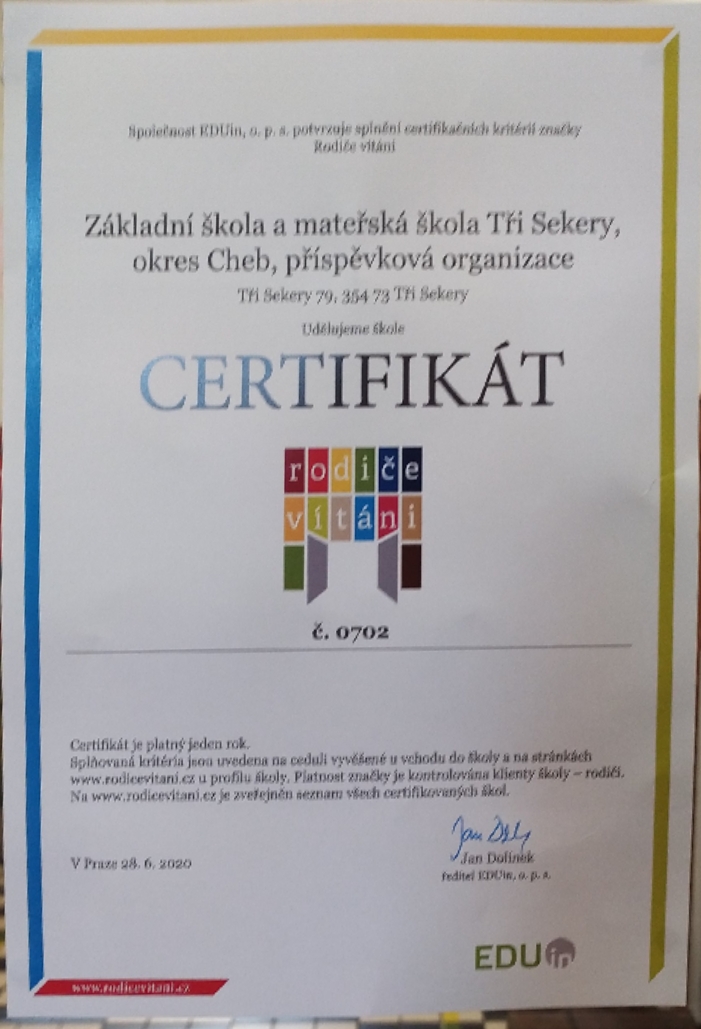 Společnost EDUin, o. p. s. potvrzuje splnění certifikačních kritérií značky
Rodiče vítáni
Základní škola a mateřská škola Tři Sekery,
okres Cheb, příspěvková organizace
Tři Sekery 79, 354 73 Tři Sekery
Udělujeme škole
CERTIFIKÁT
rodiče
vítáni
č. 0702
Certifikát je platný jeden rok.
Splňovaná kritéria jsou uvedena na ceduli vyvěšené u vchodu do školy a na stránkách
www.rodicevitani.cz u profilu školy. Platnost značky je kontrolována klienty školy – rodiči.
Na www.rodicevitani.cz je zveřejněn seznam všech certifikovaných škol.
V Praze 28. 6. 2020
Jan Dolínek
ředitel EDUin, o. p. s.
EDUin
www.rodicevitani.cz